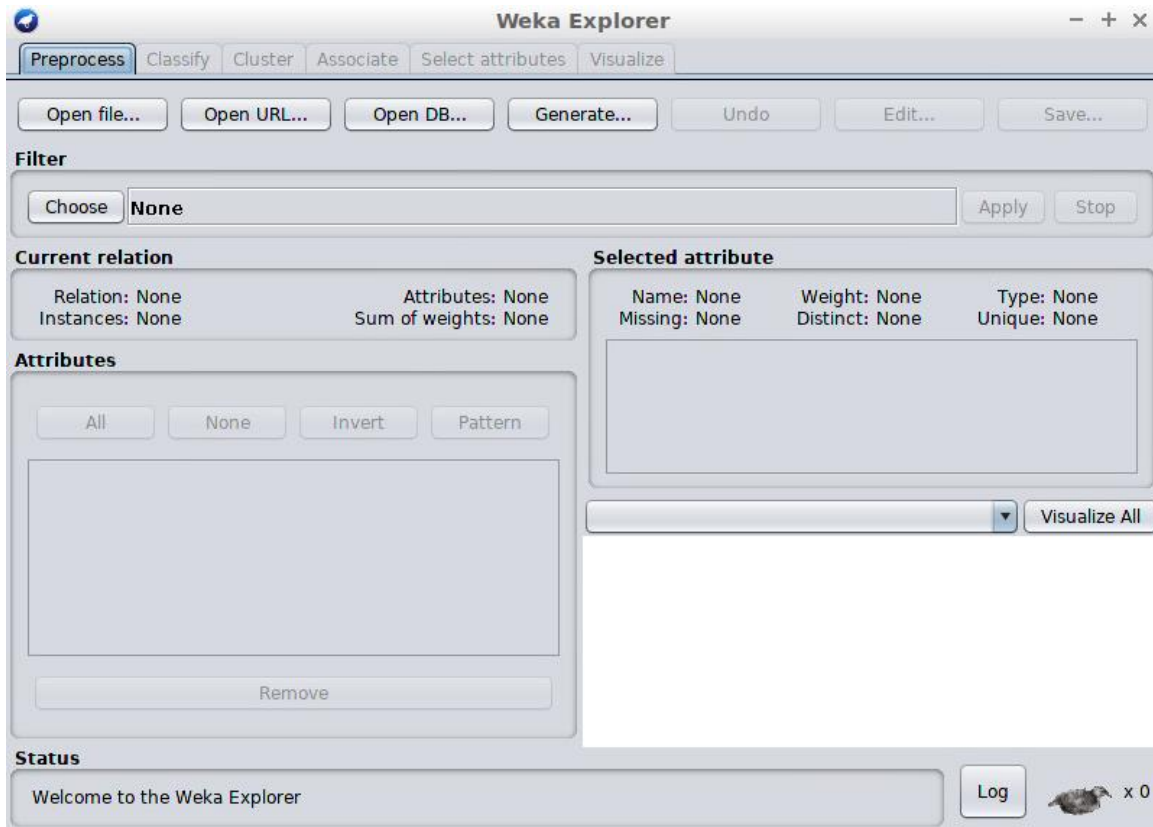 Weka Explorer
Preprocess Classify Cluster Associate Select attributes Visualize
Open file... Open URL... Open DB... Generate... Undo Edit... Save...
Filter
Choose None Apply Stop
Current relation
Relation: None Attributes: None
Instances: None Sum of weights: None
Selected attribute
Name: None Weight: None Type: None
Missing: None Distinct: None Unique: None
Attributes
All None Invert Pattern
Remove
Visualize All
Status
Welcome to the Weka Explorer
Log x 0